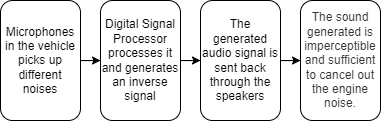 Microphones
in the vehicle
picks up
different
noises
Digital Signal
Processor
processes it
and generates
an inverse
signal
The
generated
audio signal is
sent back
through the
speakers
The sound
generated is
imperceptible
and sufficient
to cancel out
the engine
noise.